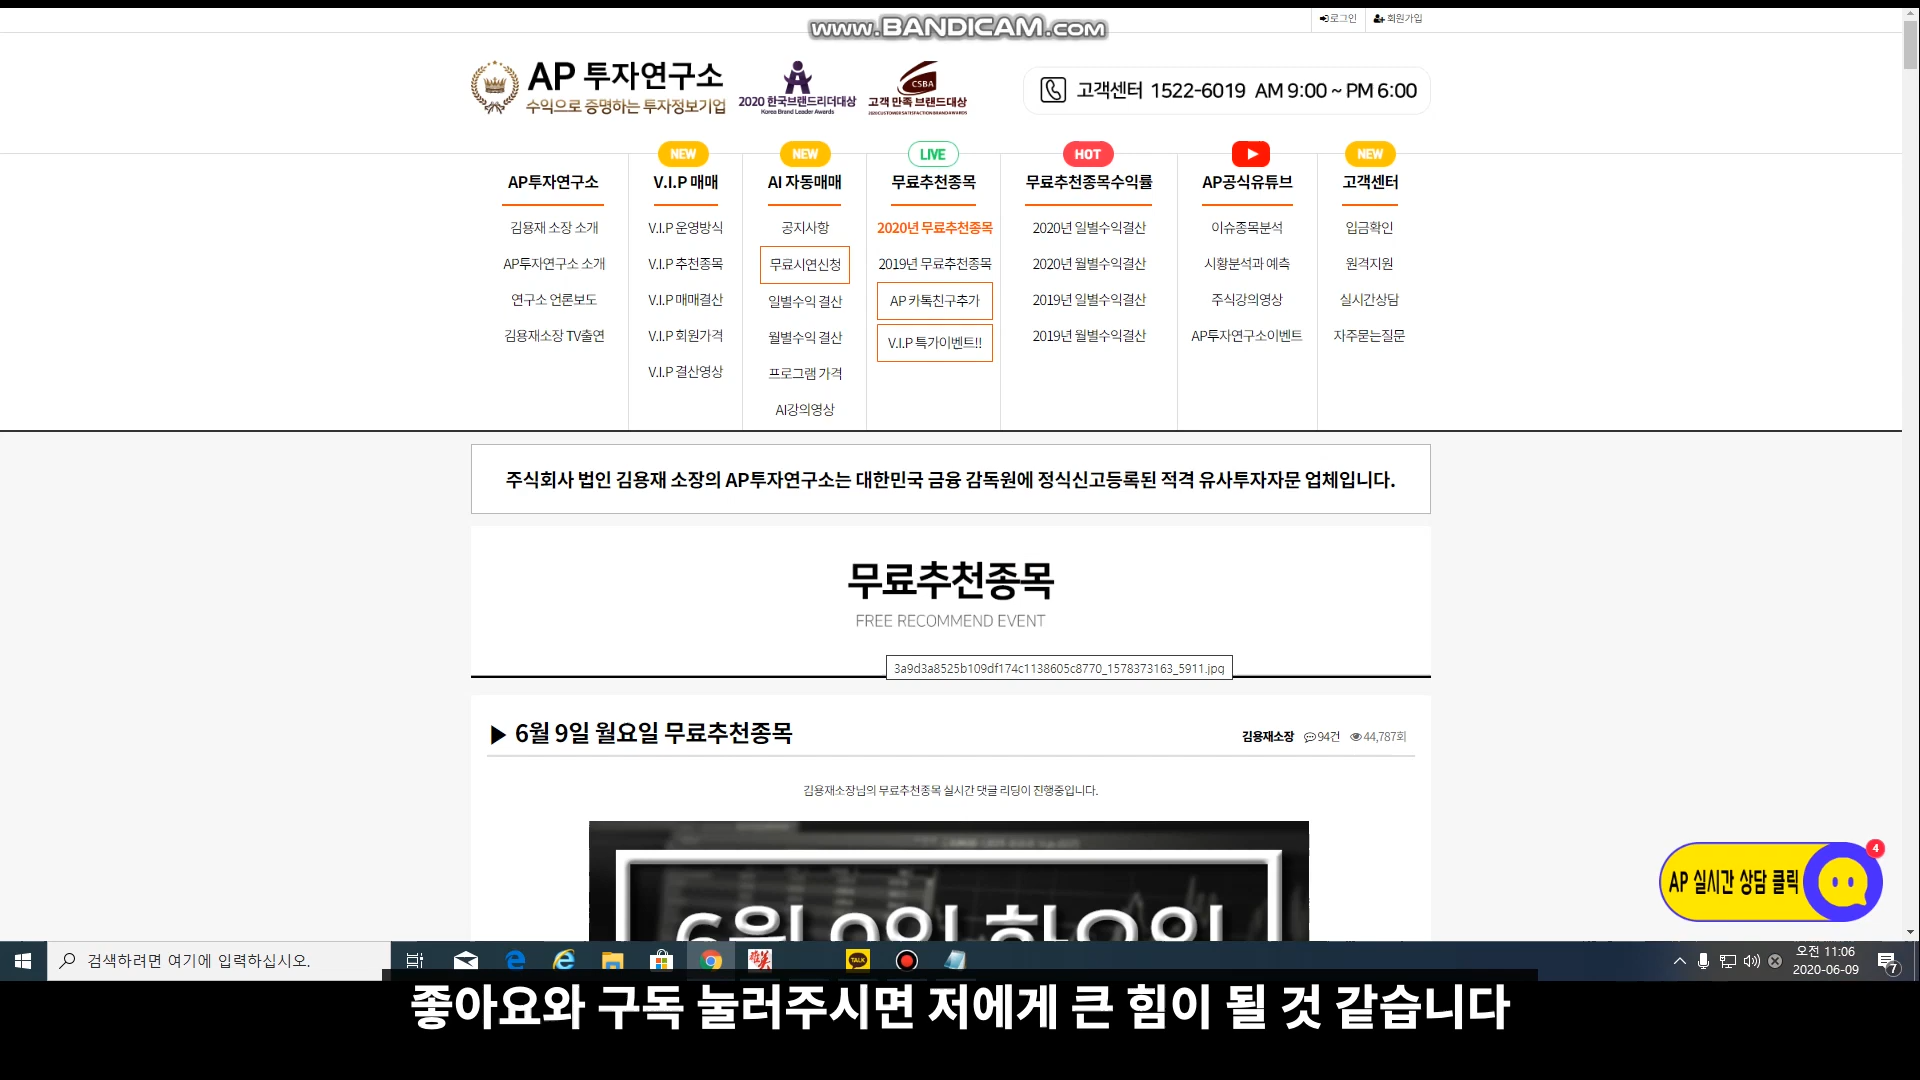 www.BANDICAM.com
로그인
회원가입
AP 투자연구소
수익으로 증명하는 투자정보기업
2020 한국브랜드리더대상
Korea Brand Leader Awards
CSBA
고객 만족 브랜드대상
2020 CUSTOMER SATISFACTION BRAND AWARDS
고객센터 1522-6019 AM 9:00 ~ PM 6:00
NEW
NEW
LIVE
HOT
NEW
AP투자연구소
V.I.P 매매
AI 자동매매
무료추천종목
무료추천종목수익률
AP공식유튜브
고객센터
김용재 소장 소개
V.I.P 운영방식
공지사항
2020년 무료추천종목
2020년 일별수익결산
이슈종목분석
입금확인
AP투자연구소 소개
V.I.P 추천종목
무료시연신청
2019년 무료추천종목
2020년 월별수익결산
시황분석과 예측
원격지원
연구소 언론보도
V.I.P 매매결산
일별수익 결산
AP 카톡친구추가
2019년 일별수익결산
주식강의영상
실시간상담
김용재소장 TV출연
V.I.P 회원가격
월별수익 결산
V.I.P 특가이벤트!!
2019년 월별수익결산
AP투자연구소이벤트
자주묻는질문
V.I.P 결산영상
프로그램 가격
AI강의영상
주식회사 법인 김용재 소장의 AP투자연구소는 대한민국 금융 감독원에 정식신고등록된 적격 유사투자자문 업체입니다.
무료추천종목
FREE RECOMMEND EVENT
3a9d3a8525b109df174c1138605c8770_1578373163_5911.jpg
▶ 6월 9일 월요일 무료추천종목
김용재소장 94건 44,787회
김용재소장님의 무료추천종목 실시간 댓글 리딩이 진행중입니다.
6월 9일 화요일
AP 실시간 상담 클릭
4
검색하려면 여기에 입력하십시오.
TALK
오전 11:06
2020-06-09
7
좋아요와 구독 눌러주시면 저에게 큰 힘이 될 것 같습니다